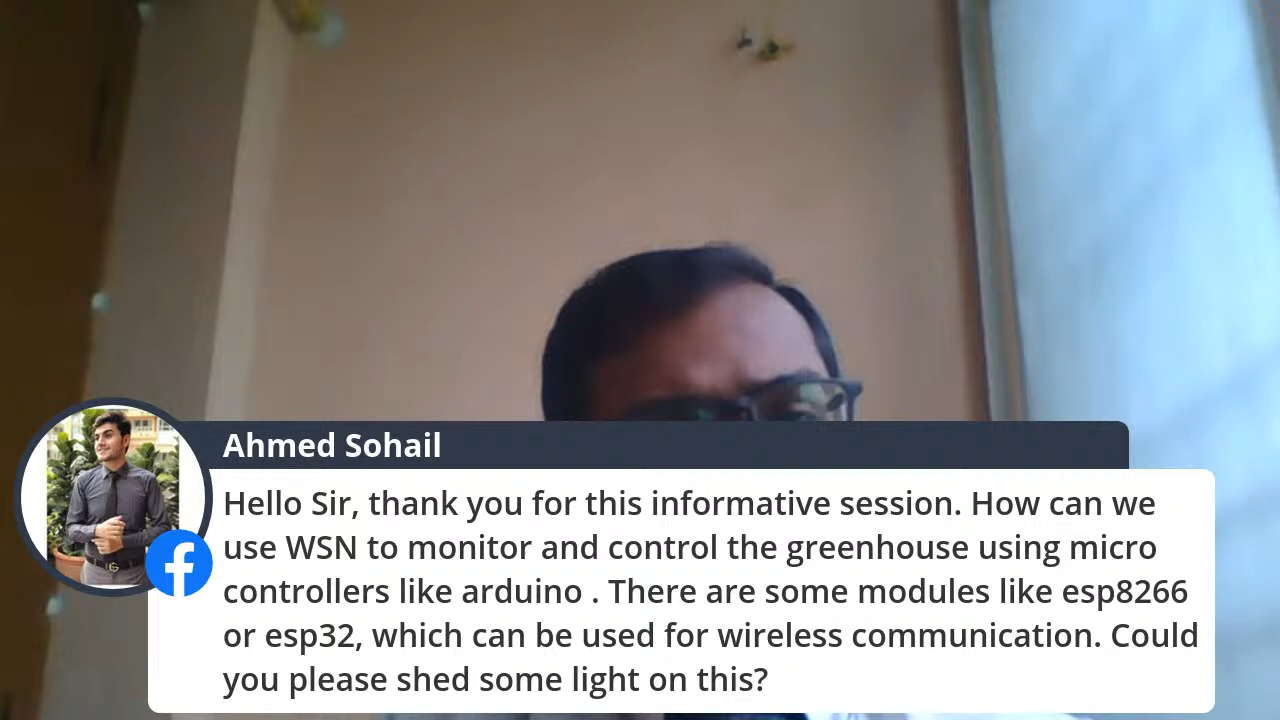 Ahmed Sohail
Hello Sir, thank you for this informative session. How can we
use WSN to monitor and control the greenhouse using micro
controllers like arduino . There are some modules like esp8266
or esp32, which can be used for wireless communication. Could
you please shed some light on this?